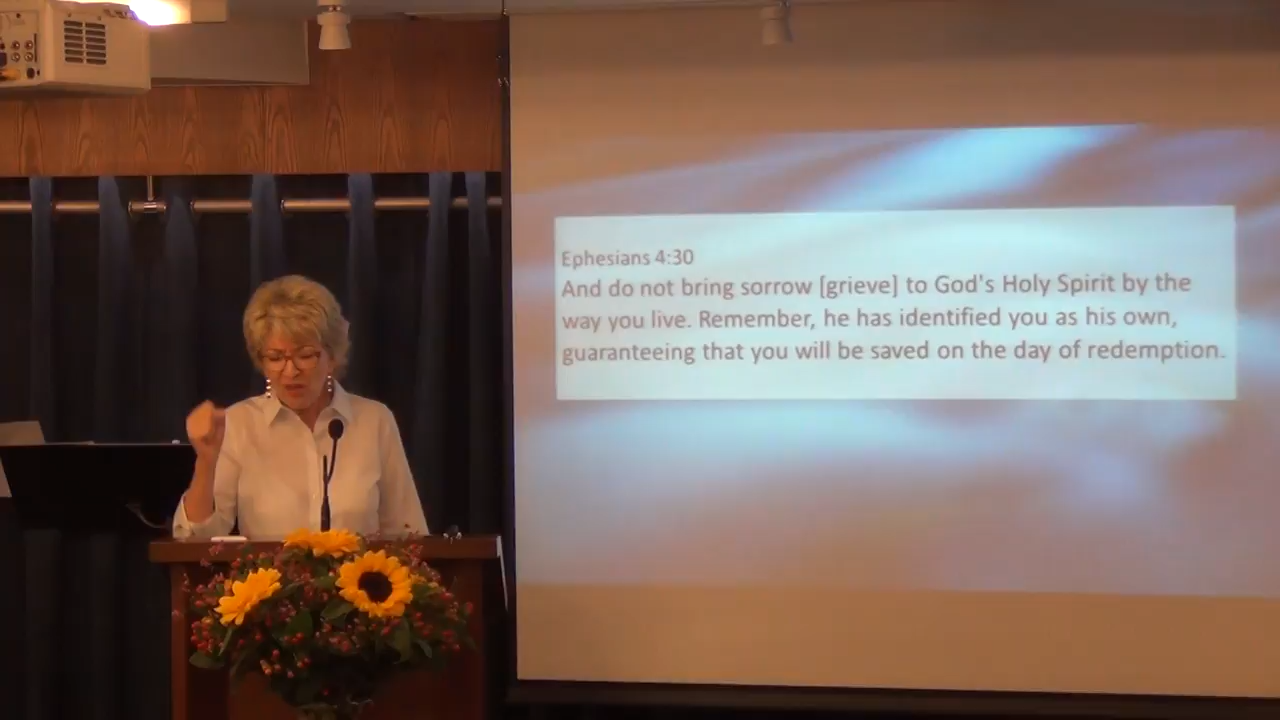 Ephesians 4:30
And do not bring sorrow [grieve] to God's Holy Spirit by the
way you live. Remember, he has identified you as his own,
guaranteeing that you will be saved on the day of redemption.